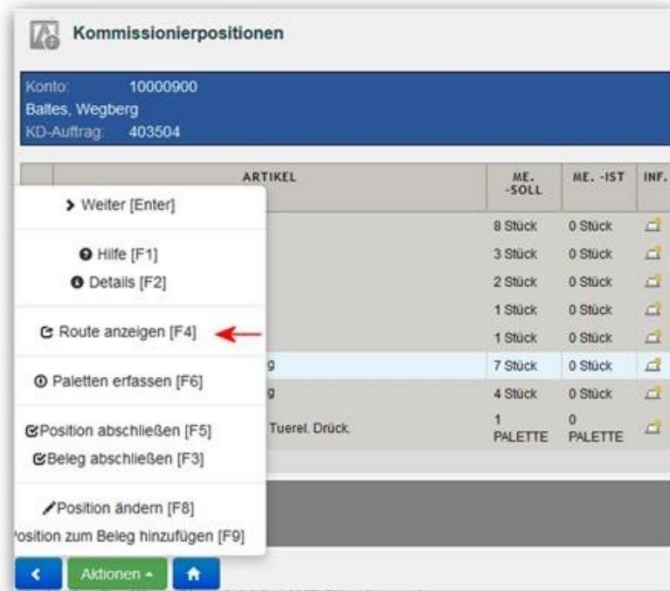 Kommissionierpositionen
Konto: 10000900
Baltes, Wegberg
KD-Auftrag: 403504
ARTIKEL ME. -SOLL ME. -IST INF.
8 Stück 0 Stück
3 Stück 0 Stück
2 Stück 0 Stück
1 Stück 0 Stück
1 Stück 0 Stück
g 7 Stück 0 Stück
g 4 Stück 0 Stück
Tuerel. Drück. 1 PALETTE 0 PALETTE
Weiter [Enter]
Hilfe [F1]
Details [F2]
Route anzeigen [F4]
Paletten erfassen [F6]
Position abschließen [F5]
Beleg abschließen [F3]
Position ändern [F8]
Position zum Beleg hinzufügen [F9]
Aktionen